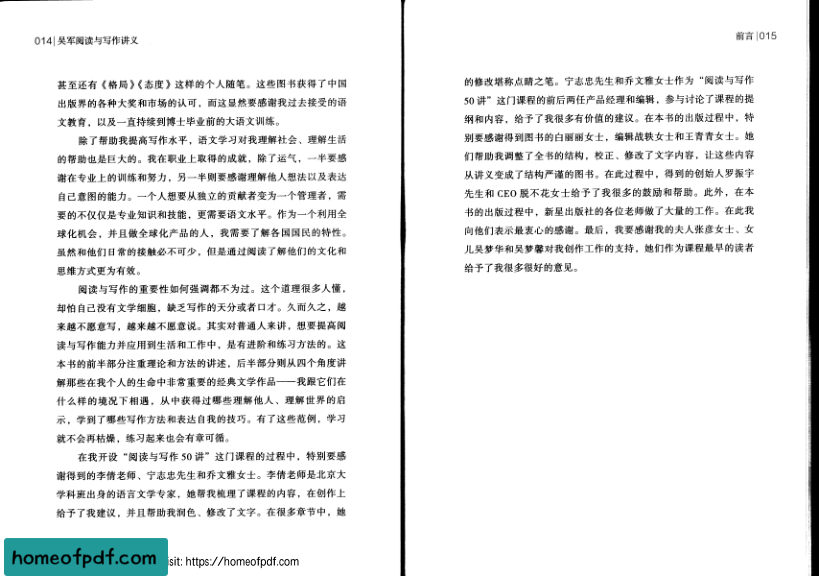 014|吴军阅读与写作讲义
甚至还有《格局》《态度》这样的个人随笔。这些图书获得了中国
出版界的各种大奖和市场的认可，而这显然要感谢我过去接受的语
文教育，以及一直持续到博士毕业前的大语文训练。
除了帮助我提高写作水平，语文学习对我理解社会、理解生活
的帮助也是巨大的。我在职业上取得的成就，除了运气，一半要感
谢在专业上的训练和努力，另一半则要感谢理解他人想法以及表达
自己意图的能力。一个人想要从独立的贡献者变为一个管理者，需
要的不仅仅是专业知识和技能，更需要语文水平。作为一个利用全
球化机会，并且做全球化产品的人，我需要了解各国国民的特性。
虽然和他们日常的接触必不可少，但是通过阅读了解他们的文化和
思维方式更为有效。
阅读与写作的重要性如何强调都不为过。这个道理很多人懂，
却怕自己没有文学细胞，缺乏写作的天分或者口才。久而久之，越
来越不愿意写，越来越不愿意说。其实对普通人来讲，想要提高阅
读与写作能力并应用到生活和工作中，是有进阶和练习方法的。这
本书的前半部分注重理论和方法的讲述，后半部分则从四个角度讲
解那些在我个人的生命中非常重要的经典文学作品——我跟它们在
什么样的境况下相遇，从中获得过哪些理解他人、理解世界的启
示，学到了哪些写作方法和表达自我的技巧。有了这些范例，学习
就不会再枯燥，练习起来也会有章可循。
在我开设“阅读与写作 50 讲”这门课程的过程中，特别要感
谢得到的李倩老师、宁志忠先生和乔文雅女士。李倩老师是北京大
学科班出身的语言文学专家，她帮我梳理了课程的内容，在创作上
给予了我建议，并且帮助我润色、修改了文字。在很多章节中，她
前言|015
的修改堪称点睛之笔。宁志忠先生和乔文雅女士作为“阅读与写作
50 讲”这门课程的前后两任产品经理和编辑，参与讨论了课程的提
纲和内容，给予了我很多有价值的建议。在本书的出版过程中，特
别要感谢得到图书的白丽丽女士，编辑战轶女士和王青青女士。她
们帮助我调整了全书的结构，校正、修改了文字内容，让这些内容
从讲义变成了结构严谨的图书。在此过程中，得到的创始人罗振宇
先生和 CEO 脱不花女士给予了我很多的鼓励和帮助。此外，在本
书的出版过程中，新星出版社的各位老师做了大量的工作。在此我
向他们表示最衷心的感谢。最后，我要感谢我的夫人张彦女士、女
儿吴梦华和吴梦馨对我创作工作的支持，她们作为课程最早的读者
给予了我很多很好的意见。
homeofpdf.com
isit: https://homeofpdf.com